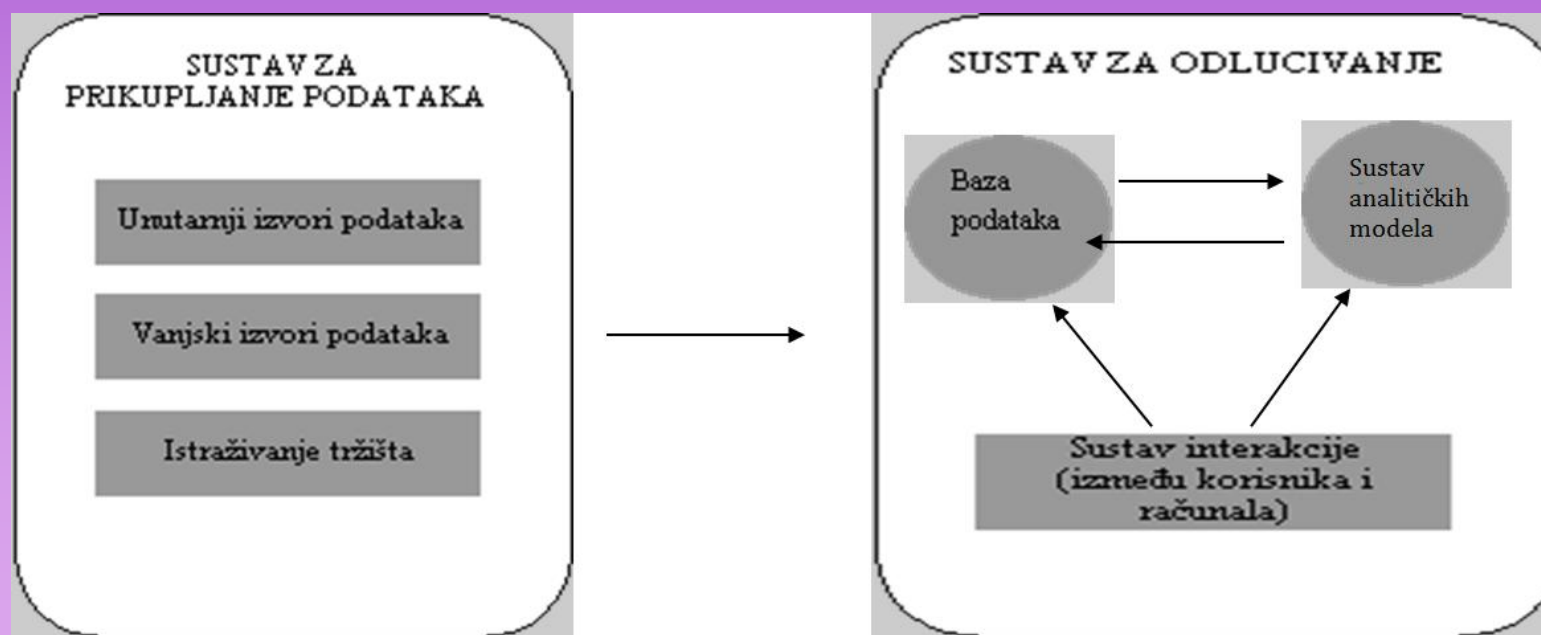 SUSTAV ZA
PRIKUPLJANJE PODATAKA
Unutarnji izvori podataka
Vanjski izvori podataka
Istraživanje tržišta
SUSTAV ZA ODLUCIVANJE
Baza
podataka
Sustav
analitičkih
modela
Sustav interakcije
(između korisnika i
računala)